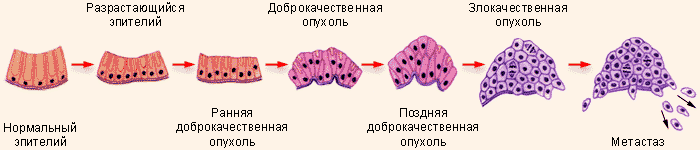 Разрастающийся
эпителий
Доброкачественная
опухоль
Злокачественная
опухоль
Нормальный
эпителий
Ранняя
доброкачественная
опухоль
Поздняя
доброкачественная
опухоль
Метастаз